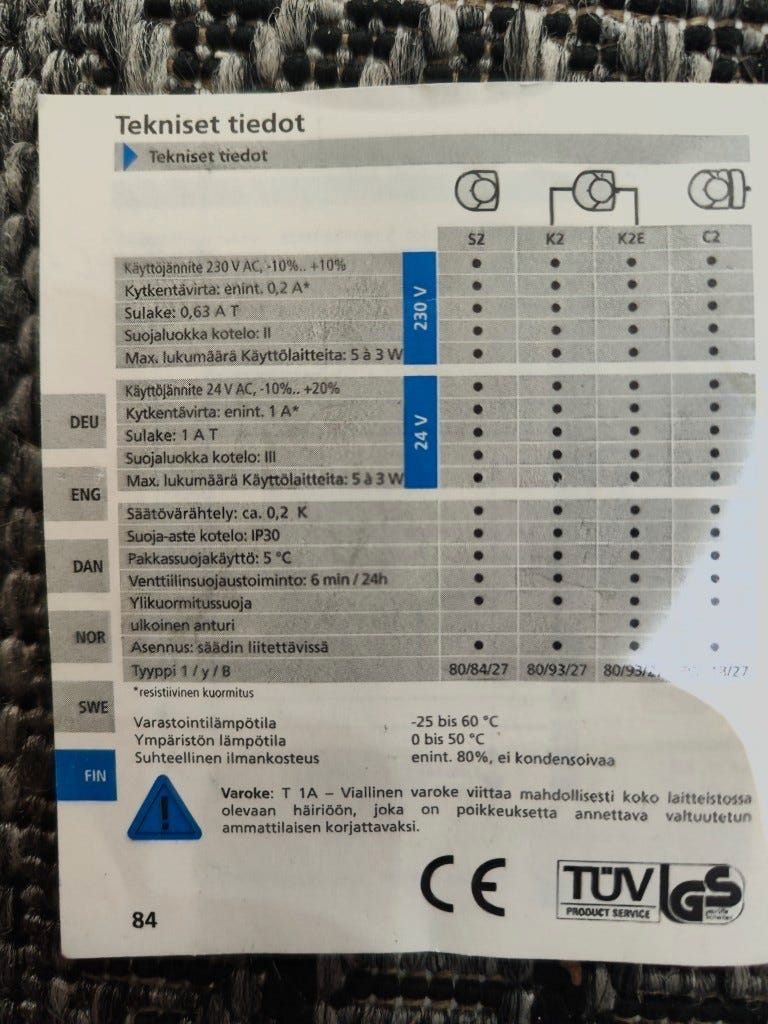 Tekniset tiedot
Tekniset tiedot
S2 K2 K2E C2
Käyttöjännite 230 V AC, -10%.. +10% • • • •
Kytkentävirta: enint. 0,2 A* • • • •
Sulake: 0,63 A T • • • •
Suojaluokka kotelo: II • • • •
Max. lukumäärä Käyttölaitteita: 5 à 3 W • • • •
230 V
Käyttöjännite 24 V AC, -10%.. +20% • • • •
Kytkentävirta: enint. 1 A* • • • •
Sulake: 1 A T • • • •
Suojaluokka kotelo: III • • • •
Max. lukumäärä Käyttölaitteita: 5 à 3 W • • • •
24 V
Säätövärähtely: ca. 0,2 K • • • •
Suoja-aste kotelo: IP30 • • • •
Pakkassuojakäyttö: 5 °C • • • •
Venttiilinsuojaustoiminto: 6 min / 24h • • • •
Ylikuormitussuoja • • • •
ulkoinen anturi •
Asennus: säädin liitettävissä • • • •
Tyyppi 1 / y / B 80/84/27 80/93/27
*resistiivinen kuormitus
Varastointilämpötila -25 bis 60 °C
Ympäristön lämpötila 0 bis 50 °C
Suhteellinen ilmankosteus enint. 80%, ei kondensoivaa
Varoke: T 1A – Viallinen varoke viittaa mahdollisesti koko laitteistossa
olevaan häiriöön, joka on poikkeuksetta annettava valtuutetun
ammattilaisen korjattavaksi.
DEU
ENG
DAN
NOR
SWE
FIN
CE
TÜV
PRODUCT SERVICE
GS
84